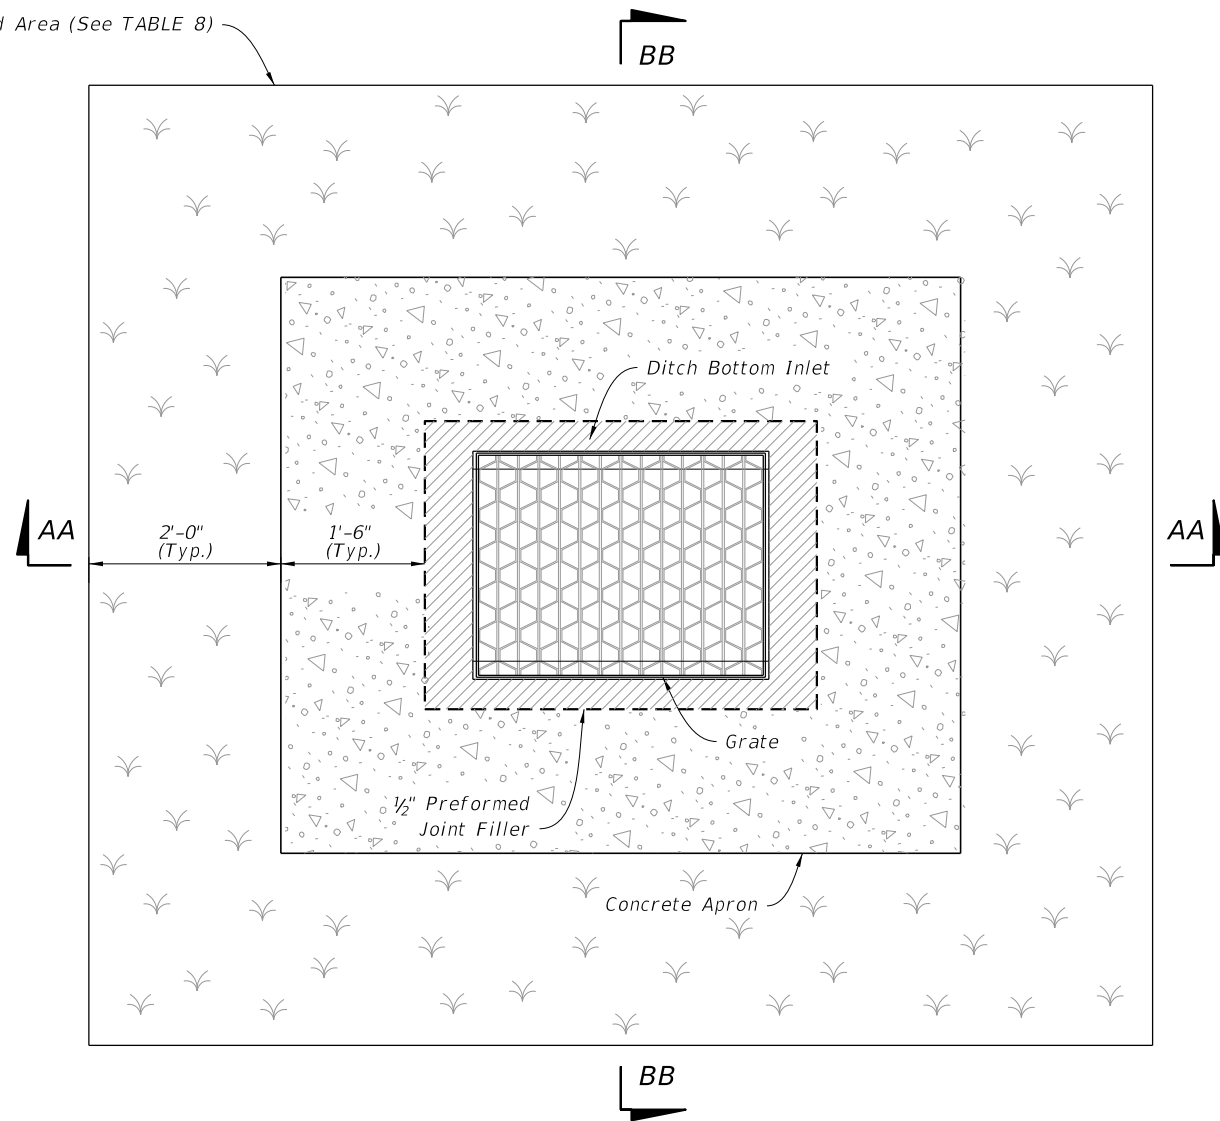 Area (See TABLE 8)
BB
Ditch Bottom Inlet
AA
2'-0"
(Typ.)
1'-6"
(Typ.)
AA
Grate
½" Preformed
Joint Filler
Concrete Apron
BB